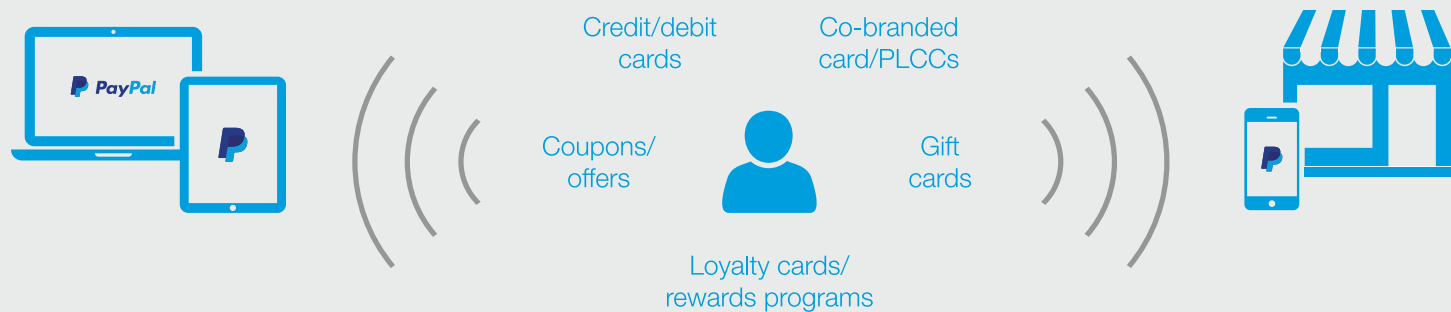 Credit/debit
cards
Co-branded
card/PLCCs
PayPal
Coupons/
offers
Gift
cards
Loyalty cards/
rewards programs